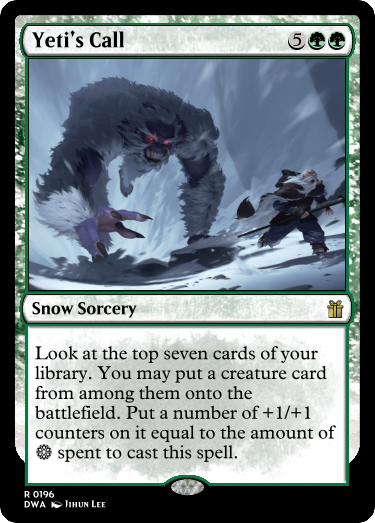 Yeti's Call 5
Snow Sorcery
Look at the top seven cards of your
library. You may put a creature card
from among them onto the
battlefield. Put a number of +1/+1
counters on it equal to the amount of
spent to cast this spell.
R 0196
DWA Jihun Lee